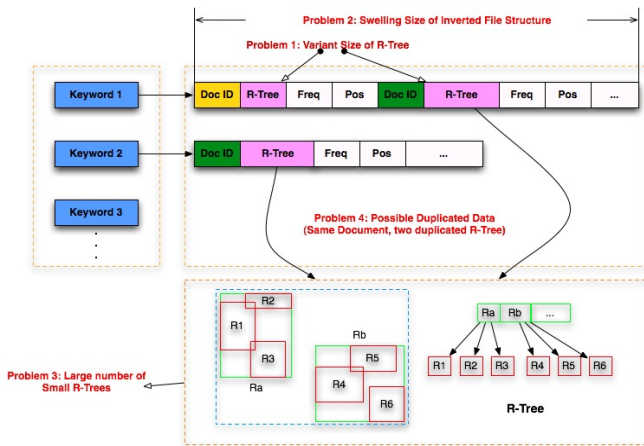 Problem 2: Swelling Size of Inverted File Structure
Problem 1: Variant Size of R-Tree
Keyword 1
Doc ID R-Tree Freq Pos Doc ID R-Tree Freq Pos ...
Keyword 2
Doc ID R-Tree Freq Pos ...
Keyword 3
Problem 4: Possible Duplicated Data
(Same Document, two duplicated R-Tree)
R2
R1
R3
Ra
Rb
R5
R4
R6
Ra Rb ...
R1 R2 R3 R4 R5 R6
R-Tree
Problem 3: Large number of
Small R-Trees